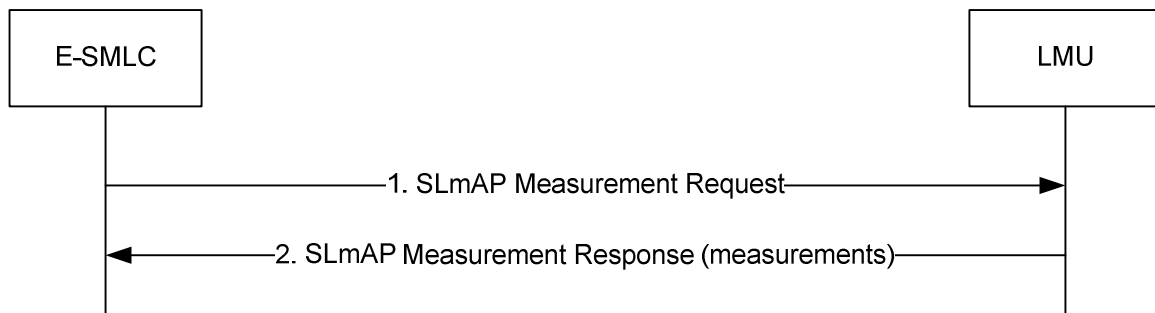 E-SMLC
LMU
1. SLmAP Measurement Request
2. SLmAP Measurement Response (measurements)